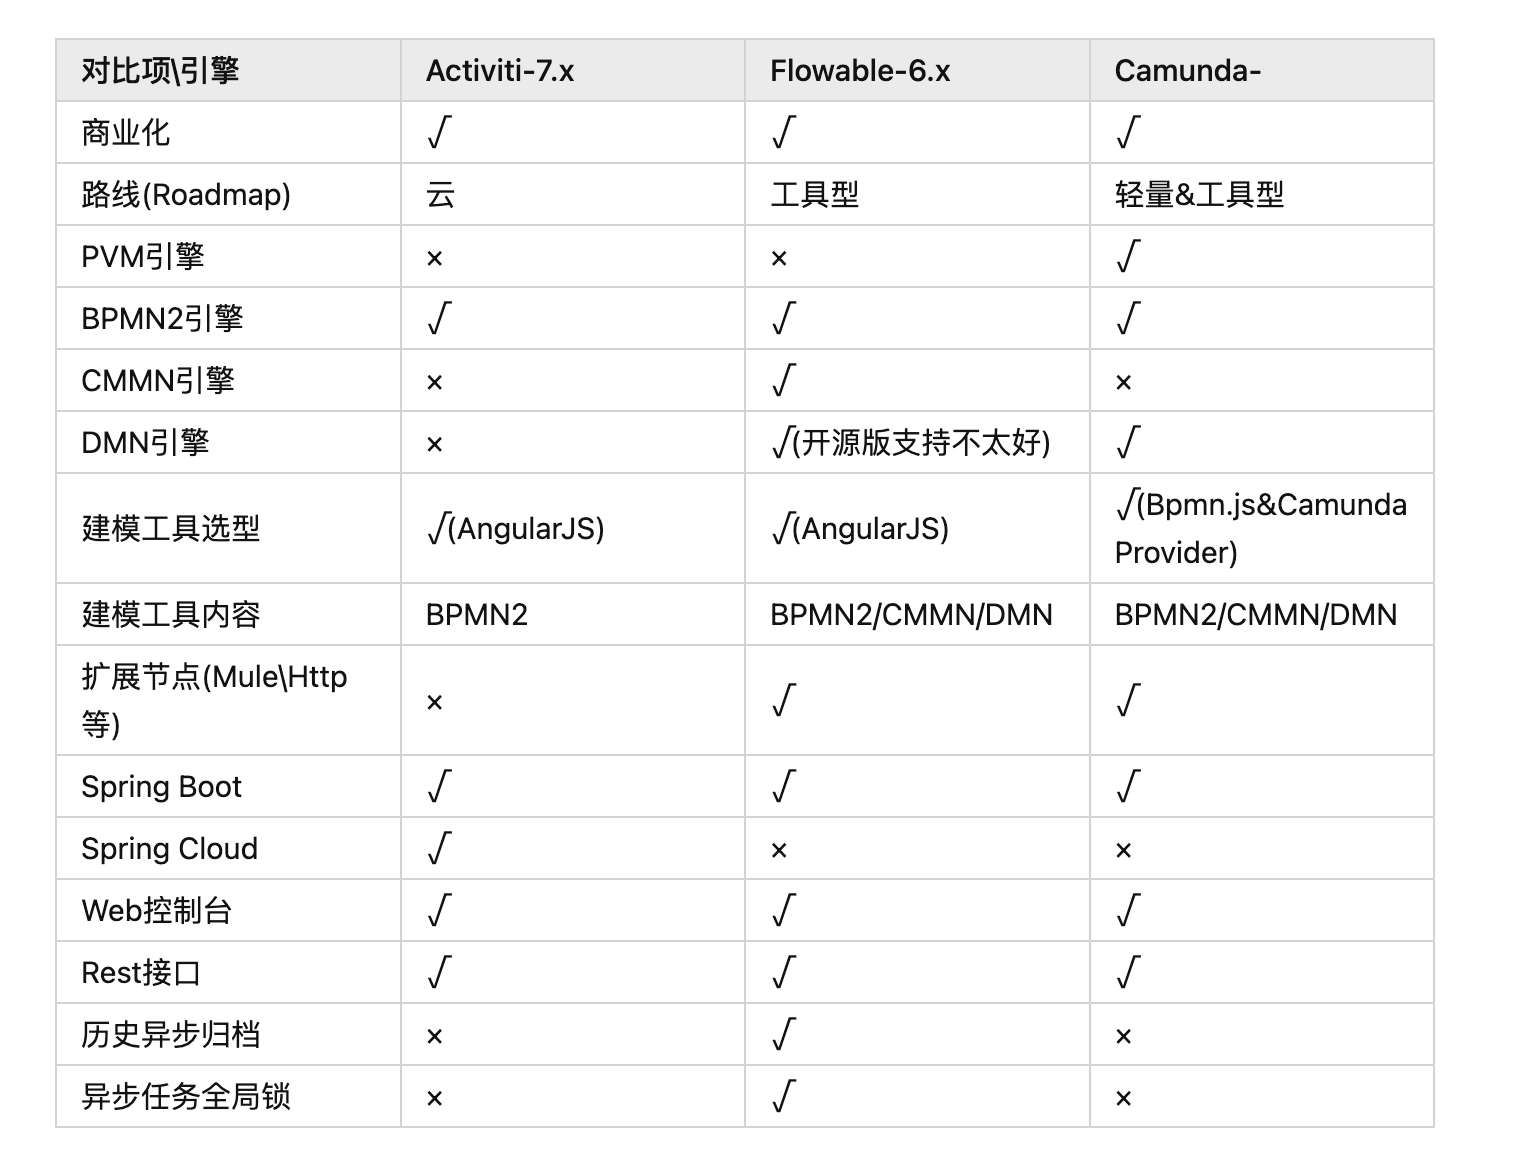 对比项\引擎 Activiti-7.x Flowable-6.x Camunda-
商业化 √ √ √
路线(Roadmap) 云 工具型 轻量&工具型
PVM引擎 × × √
BPMN2引擎 √ √ √
CMMN引擎 × √ ×
DMN引擎 × √(开源版支持不太好) √
建模工具选型 √(AngularJS) √(AngularJS) √(Bpmn.js&Camunda
Provider)
建模工具内容 BPMN2 BPMN2/CMMN/DMN BPMN2/CMMN/DMN
扩展节点(Mule\Http
等) × √ √
Spring Boot √ √ √
Spring Cloud √ × ×
Web控制台 √ √ √
Rest接口 √ √ √
历史异步归档 × √ ×
异步任务全局锁 × √ ×